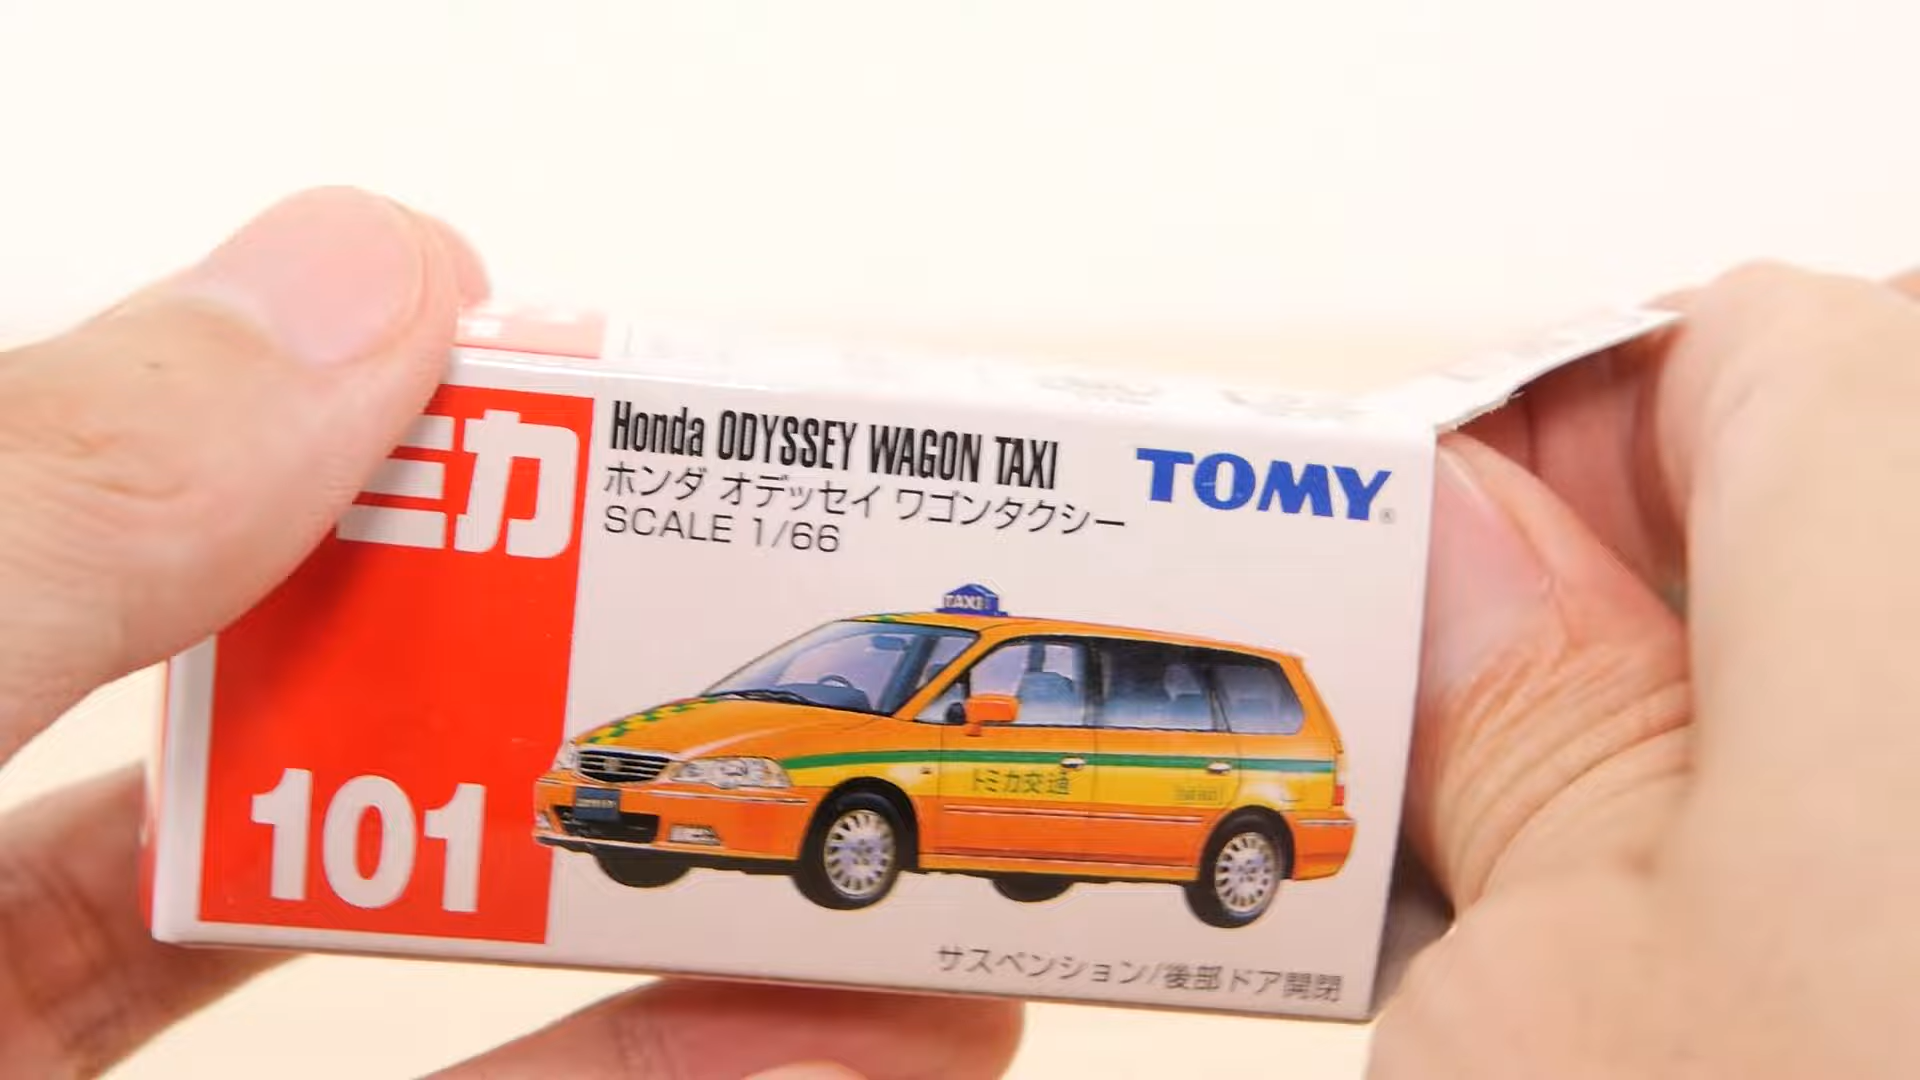 ミカ
Honda ODYSSEY WAGON TAXI
ホンダ オデッセイ ワゴンタクシー
SCALE 1/66
TOMY®
TAXI
トミカ交通
101
サスペンション/後部ドア開閉